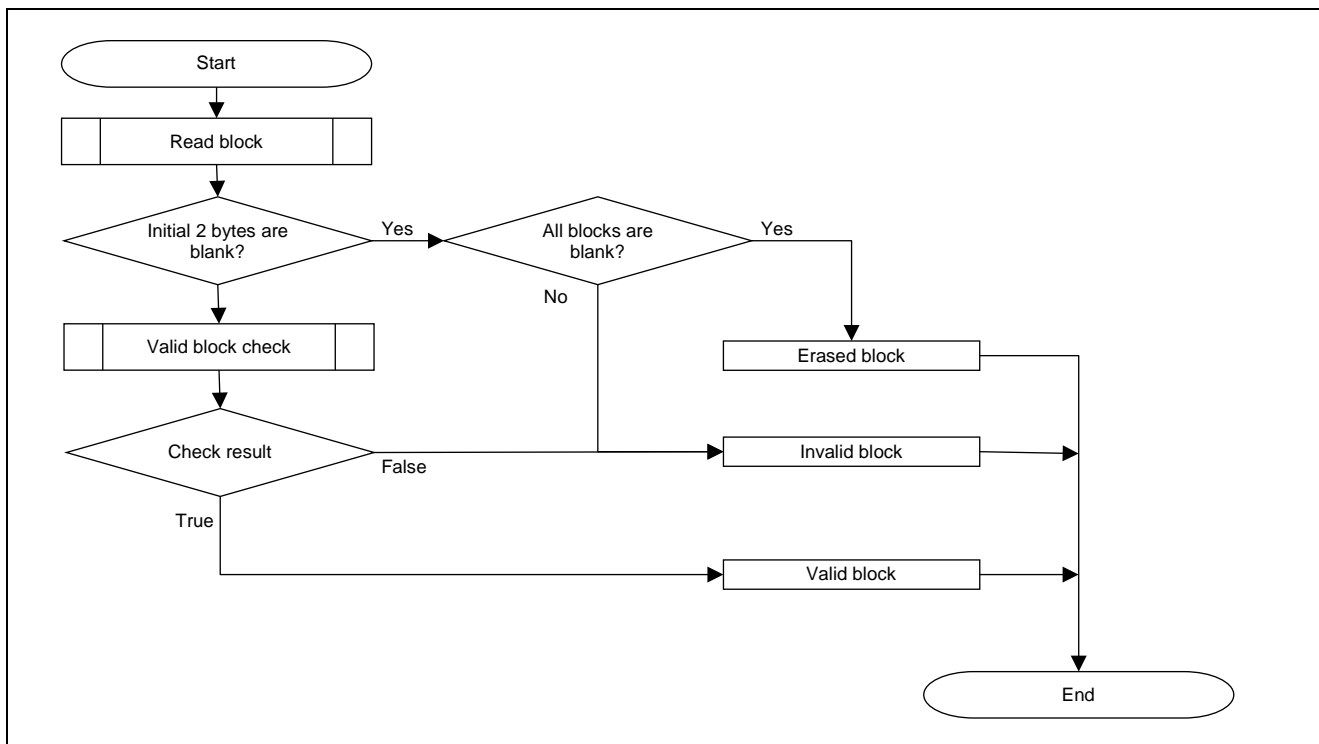 Start
Read block
Initial 2 bytes are
blank?
Yes
All blocks are
blank?
Yes
No
Valid block check
Erased block
Check result
False
Invalid block
True
Valid block
End